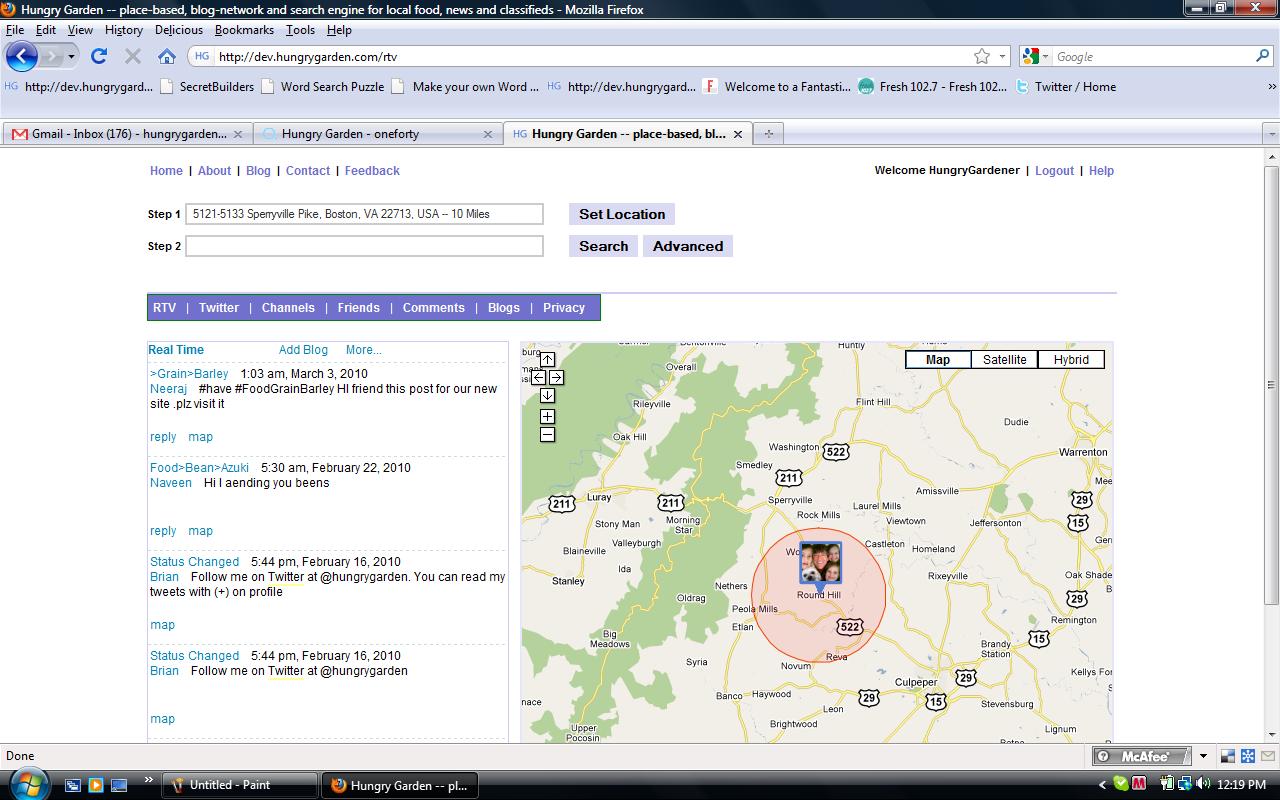 Hungry Garden -- place-based, blog-network and search engine for local food, news and classifieds - Mozilla Firefox
File Edit View History Delicious Bookmarks Tools Help
HG http://dev.hungrygarden.com/rtv
Google
HG http://dev.hungrygard... SecretBuilders Word Search Puzzle Make your own Word ... HG http://dev.hungrygard... Welcome to a Fantasti... Fresh 102.7 - Fresh 102... Twitter / Home »
Gmail - Inbox (176) - hungrygarden... Hungry Garden - oneforty HG Hungry Garden -- place-based, bl...
Home | About | Blog | Contact | Feedback
Welcome HungryGardener | Logout | Help
Step 1 5121-5133 Sperryville Pike, Boston, VA 22713, USA -- 10 Miles Set Location
Step 2 Search Advanced
RTV | Twitter | Channels | Friends | Comments | Blogs | Privacy
Real Time Add Blog More...
>Grain>Barley 1:03 am, March 3, 2010
Neeraj #have #FoodGrainBarley HI friend this post for our new
site .plz visit it
reply map
Food>Bean>Azuki 5:30 am, February 22, 2010
Naveen Hi I aending you beens
reply map
Status Changed 5:44 pm, February 16, 2010
Brian Follow me on Twitter at @hungrygarden. You can read my
tweets with (+) on profile
map
Status Changed 5:44 pm, February 16, 2010
Brian Follow me on Twitter at @hungrygarden
map
Map Satellite Hybrid
Huntly
Overall
Rileyville
Flint Hill
Dudie
Oak Hill
Washington
522
Warrenton
Smedley
211
Luray
211
211
Sperryville
Amissville
29
Rock Mills
Laurel Mills
Stony Man
Morning
Star
Viewtown
Jeffersonton
15
Valleyburgh
Blaineville
Castleton
Homeland
Ida
Stanley
Nethers
Rixeyville
Oak Shade
Oldrag
Round Hill
29
Peola Mills
Etlan
522
Remington
Big
Meadows
15
Brandy
Station
Syria
Reva
Novum
Culpeper
29
Kellys For
Banco
Haywood
29
15
Stevensburg
Leon
Upper
Pocosin
Brightwood
Lignum
Done
McAfee
» Untitled - Paint Hungry Garden -- pl...
12:19 PM